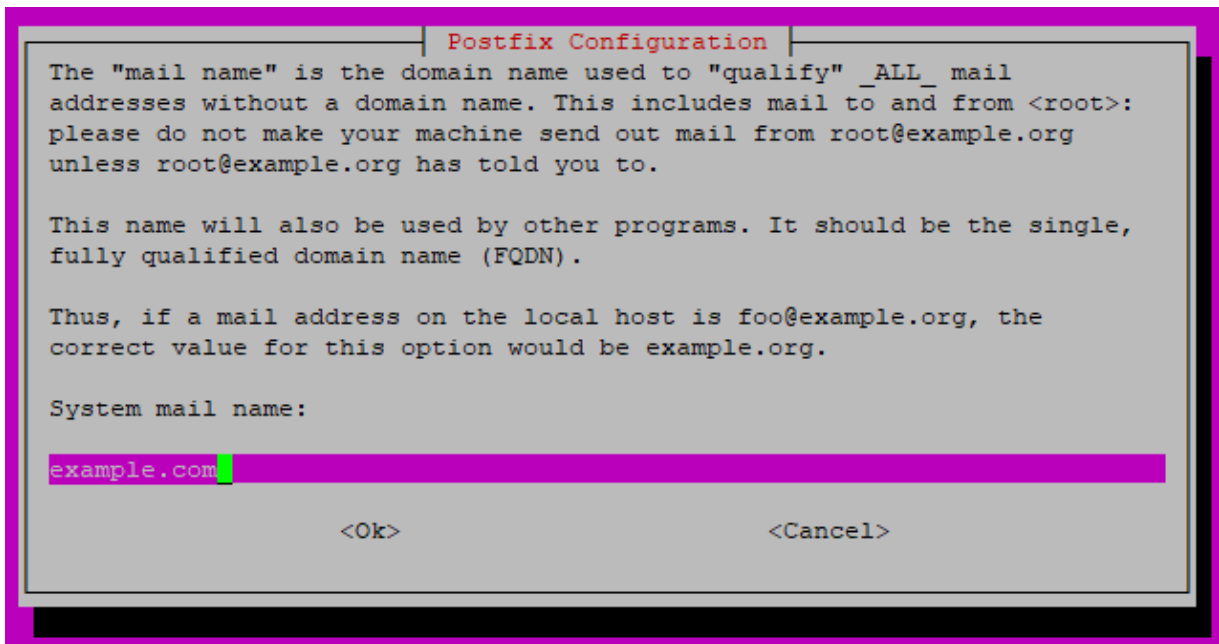 Postfix Configuration
The "mail name" is the domain name used to "qualify" _ALL_ mail
addresses without a domain name. This includes mail to and from <root>:
please do not make your machine send out mail from root@example.org
unless root@example.org has told you to.
This name will also be used by other programs. It should be the single,
fully qualified domain name (FQDN).
Thus, if a mail address on the local host is foo@example.org, the
correct value for this option would be example.org.
System mail name:
example.com
<Ok> <Cancel>